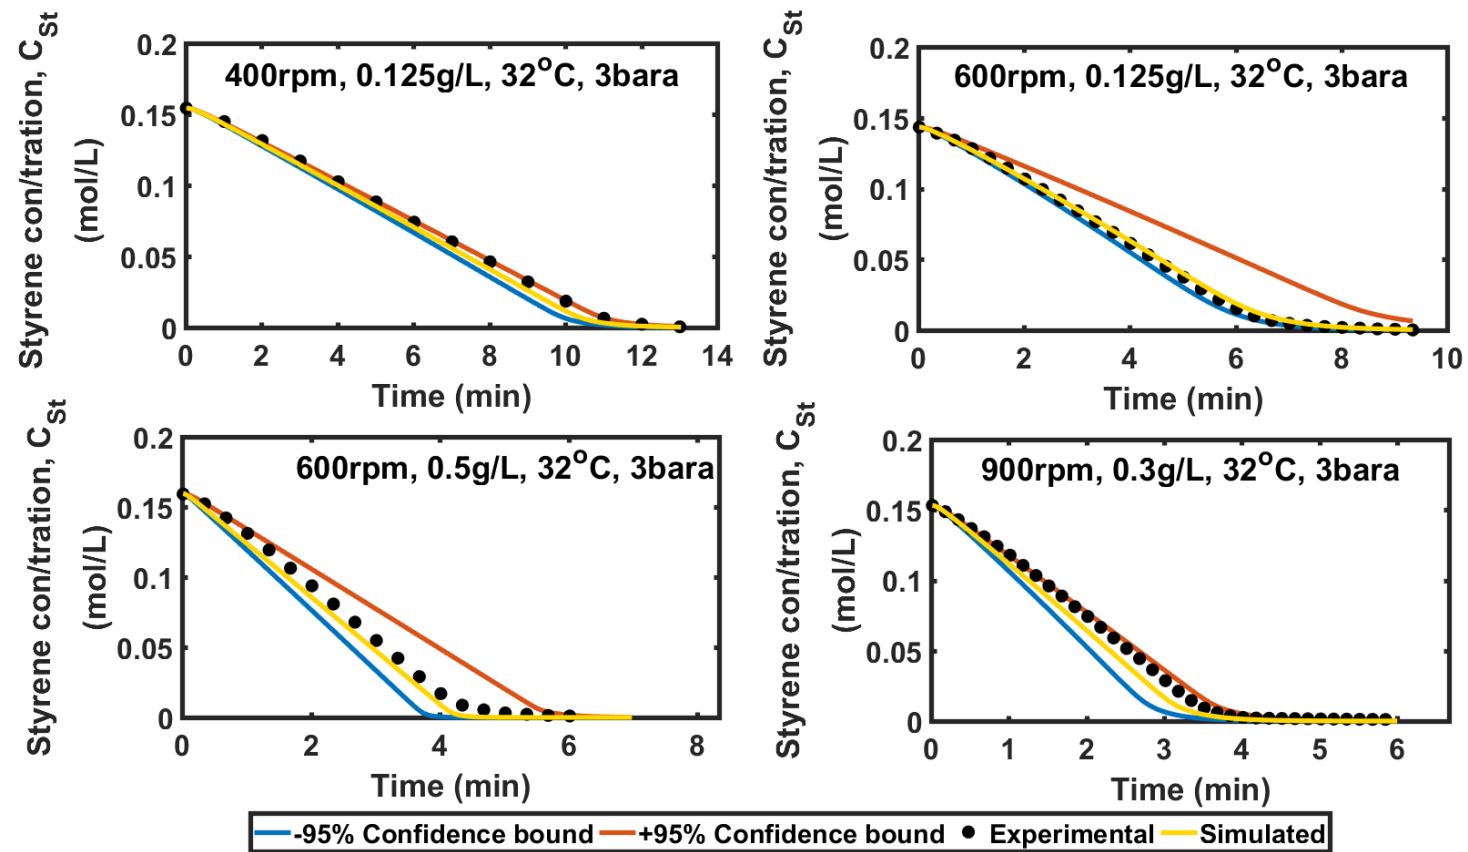 Styrene con/tration, CSt
(mol/L)
400rpm, 0.125g/L, 32oC, 3bara
0.2
0.15
0.1
0.05
0
0 2 4 6 8 10 12 14
Time (min)
Styrene con/tration, CSt
(mol/L)
600rpm, 0.125g/L, 32oC, 3bara
0.2
0.15
0.1
0.05
0
0 2 4 6 8 10
Time (min)
Styrene con/tration, CSt
(mol/L)
600rpm, 0.5g/L, 32oC, 3bara
0.2
0.15
0.1
0.05
0
0 2 4 6 8
Time (min)
Styrene con/tration, CSt
(mol/L)
900rpm, 0.3g/L, 32oC, 3bara
0.2
0.15
0.1
0.05
0
0 1 2 3 4 5 6
Time (min)
-95% Confidence bound +95% Confidence bound Experimental Simulated